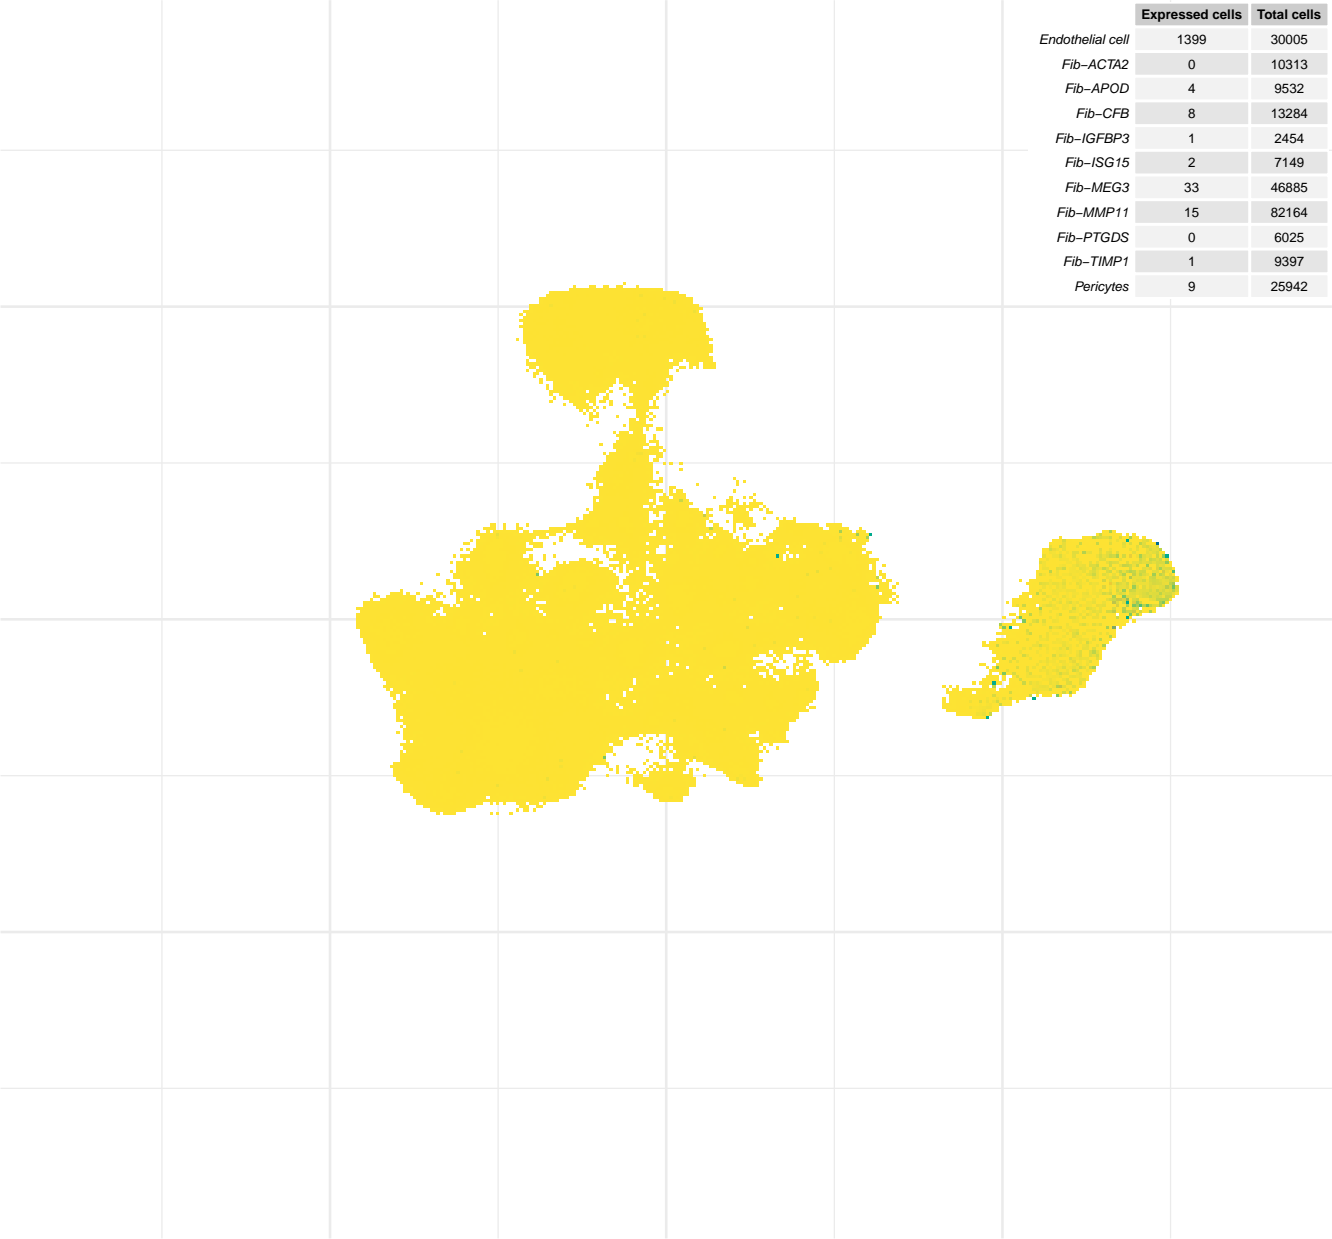 Expressed cells Total cells
Endothelial cell 1399 30005
Fib−ACTA2 0 10313
Fib−APOD 4 9532
Fib−CFB 8 13284
Fib−IGFBP3 1 2454
Fib−ISG15 2 7149
Fib−MEG3 33 46885
Fib−MMP11 15 82164
Fib−PTGDS 0 6025
Fib−TIMP1 1 9397
Pericytes 9 25942